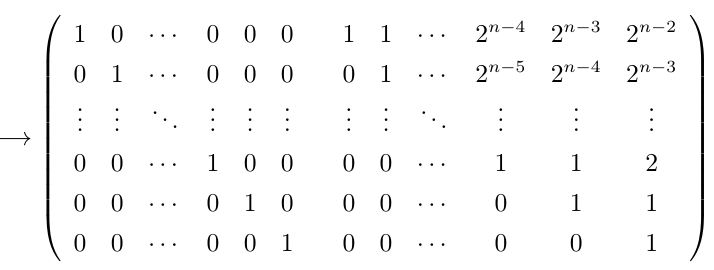 1 0 ⋯ 0 0 0 1 1 ⋯ 2^{n−4} 2^{n−3} 2^{n−2}
0 1 ⋯ 0 0 0 0 1 ⋯ 2^{n−5} 2^{n−4} 2^{n−3}
⋮ ⋮ ⋱ ⋮ ⋮ ⋮ ⋮ ⋮ ⋱ ⋮ ⋮ ⋮
⟶ 0 0 ⋯ 1 0 0 0 0 ⋯ 1 1 2
0 0 ⋯ 0 1 0 0 0 ⋯ 0 1 1
0 0 ⋯ 0 0 1 0 0 ⋯ 0 0 1